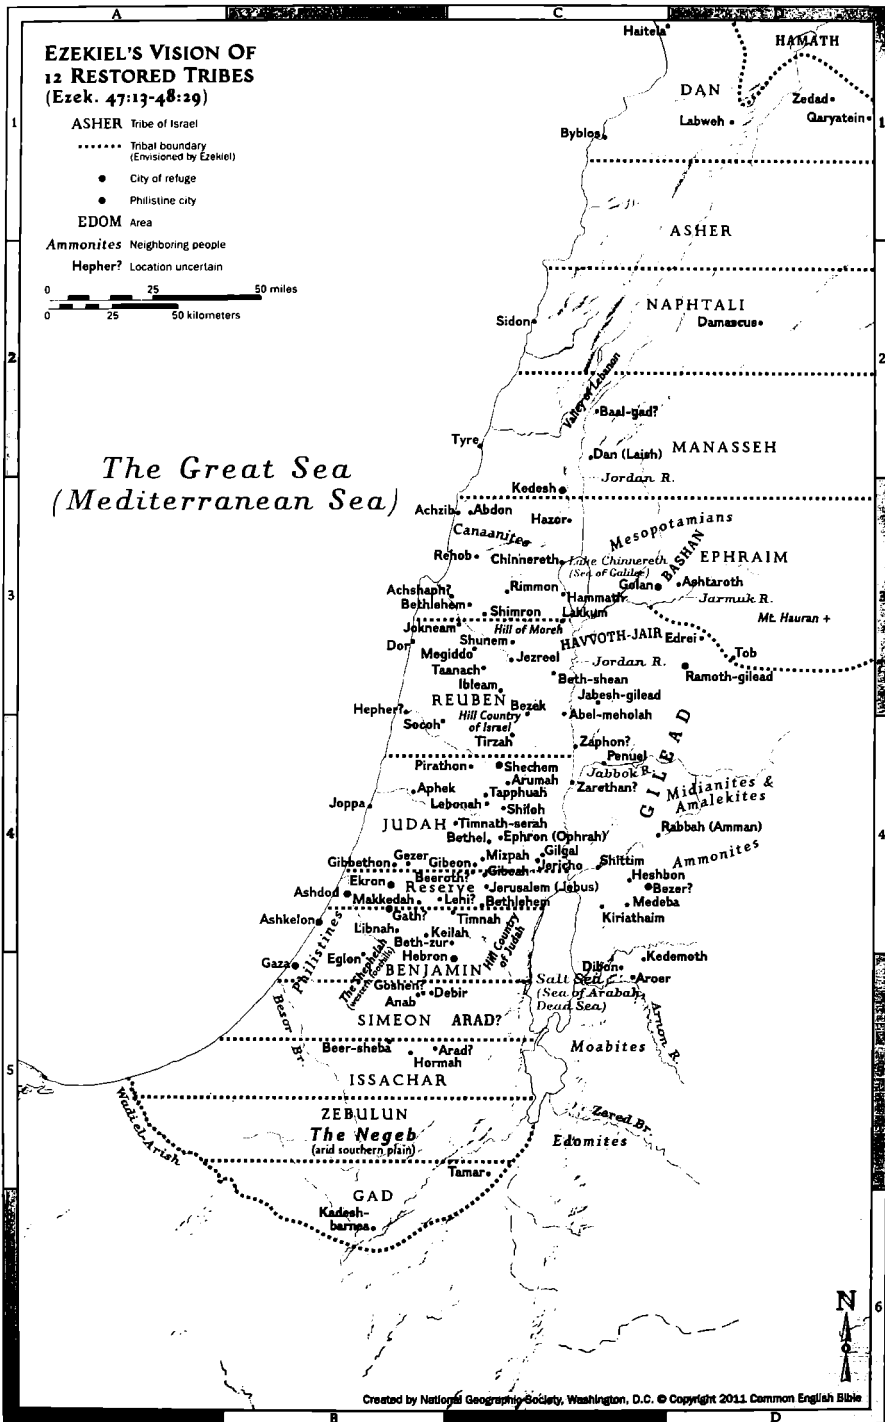 A
C
D
EZEKIEL'S VISION OF
12 RESTORED TRIBES
(Ezek. 47:13-48:29)
ASHER Tribe of Israel
Tribal boundary
(Envisioned by Ezekiel)
City of refuge
Philistine city
EDOM Area
Ammonites Neighboring people
Hepher? Location uncertain
0 25 50 miles
0 25 50 kilometers
Haitela
HAMATH
DAN
Zedad
Labweh
Qaryatein
1
1
Byblos
ASHER
NAPHTALI
Sidon
Damascus
2
2
Valley of Lebanon
Baal-gad?
Tyre
Dan (Laish)
MANASSEH
Jordan R.
The Great Sea
(Mediterranean Sea)
Kedesh
Achzib
Abdon
Hazor
Canaanites
Mesopotamians
Rehob
Chinnereth
Lake Chinnereth
(Sea of Galilee)
BASHAN
EPHRAIM
Golan
Ashtaroth
Achshaph?
Rimmon
Hammath
Jarmuk R.
3
3
Bethlehem
Shimron
Lakkum
Mt. Hauran +
Jokneam
Hill of Moreh
HAVVOTH-JAIR
Edrei
Dor
Shunem
Megiddo
Jezreel
Jordan R.
Tob
Taanach
Beth-shean
Ramoth-gilead
Ibleam
Jabesh-gilead
REUBEN
Bezek
Hepher?
Hill Country
of Israel
Abel-meholah
Socoh
Tirzah
Zaphon?
GILEAD
Penuel
Pirathon
Shechem
Jabbok R.
Arumah
Zarethan?
Midianites &
Amalekites
Aphek
Tapphuah
Joppa
Lebonah
Shiloh
JUDAH
Timnath-serah
Rabbah (Amman)
4
4
Bethel
Ephron (Ophrah)
Gezer
Mizpah
Gilgal
Gibbethon
Gibeon
Jericho
Shittim
Ammonites
Beeroth?
Gibeah
Heshbon
Ekron
Reserve
Jerusalem (Jebus)
Bezer?
Ashdod
Makkedah
Lehi?
Bethlehem
Medeba
Gath?
Timnah
Kiriathaim
Ashkelon
Libnah
Keilah
Philistines
Beth-zur
Hill Country
of Judah
Eglon
The Shephelah
(western foothills)
Hebron
Kedemoth
Gaza
BENJAMIN
Dibon
Aroer
Goshen?
Salt Sea
(Sea of Arabah,
Dead Sea)
Anab
Debir
Besor Br.
SIMEON
ARAD?
Arnon R.
Beer-sheba
Arad?
Moabites
Hormah
5
ISSACHAR
ZEBULUN
Zered Br.
Wadi el-Arish
The Negeb
(arid southern plain)
Edomites
Tamar
GAD
Kadesh-
barnea
N
6
Created by National Geographic Society, Washington, D.C. © Copyright 2011 Common English Bible
B
D